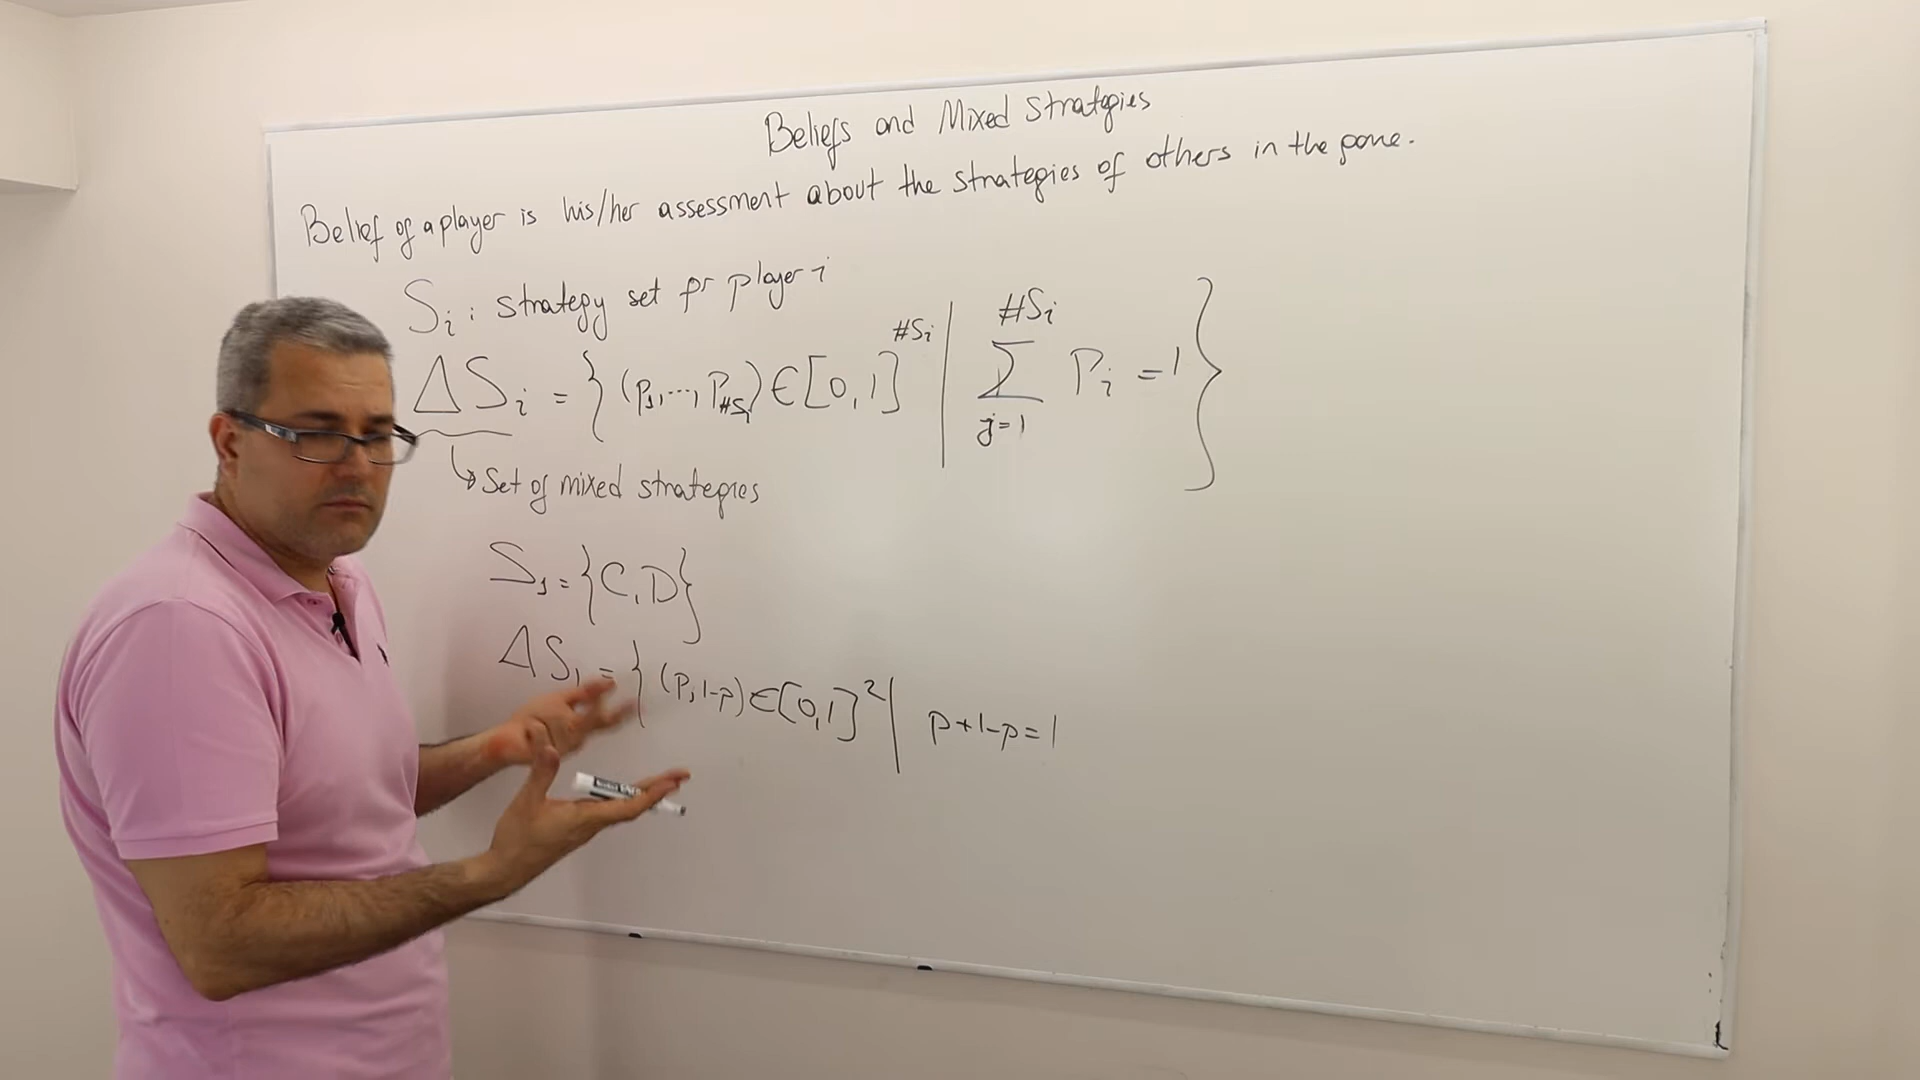 Beliefs and Mixed Strategies
Belief of a player is his/her assessment about the strategies of others in the game.
S_i : strategy set for player i
ΔS_i = { (p_1, ..., p_#S_i) ∈ [0,1]^#S_i | ∑_{j=1}^{#S_i} P_i = 1 }
↳ Set of mixed strategies
S_1 = {C, D}
ΔS_1 = { (p, 1-p) ∈ [0,1]^2 | p+1-p = 1